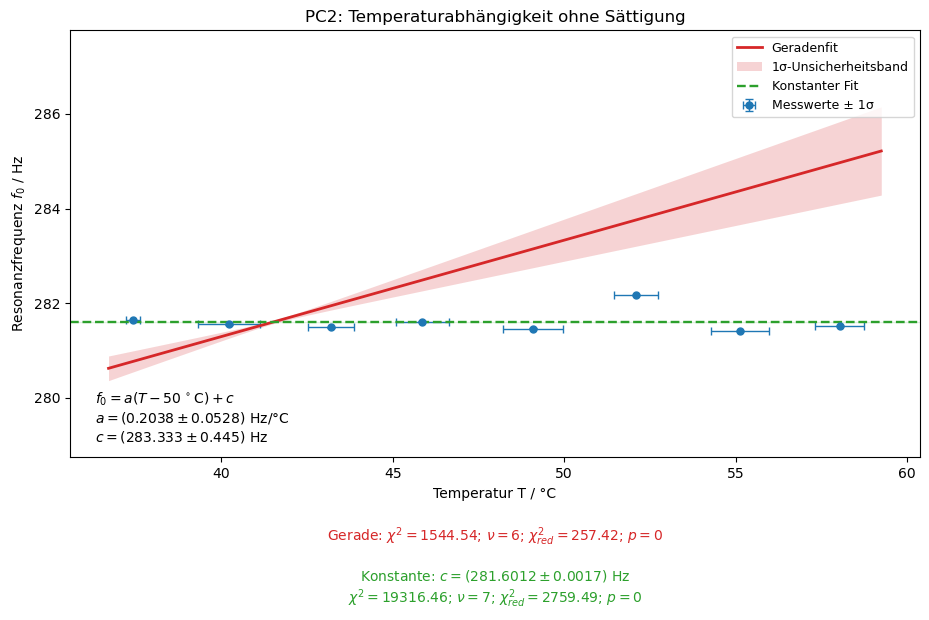 PC2: Temperaturabhängigkeit ohne Sättigung
Geradenfit
1σ-Unsicherheitsband
Konstanter Fit
Messwerte ± 1σ
Resonanzfrequenz f₀ / Hz
286
284
282
280
f₀ = a(T − 50 °C) + c
a = (0.2038 ± 0.0528) Hz/°C
c = (283.333 ± 0.445) Hz
40 45 50 55 60
Temperatur T / °C
Gerade: χ² = 1544.54; ν = 6; χ²red = 257.42; p = 0
Konstante: c = (281.6012 ± 0.0017) Hz
χ² = 19316.46; ν = 7; χ²red = 2759.49; p = 0